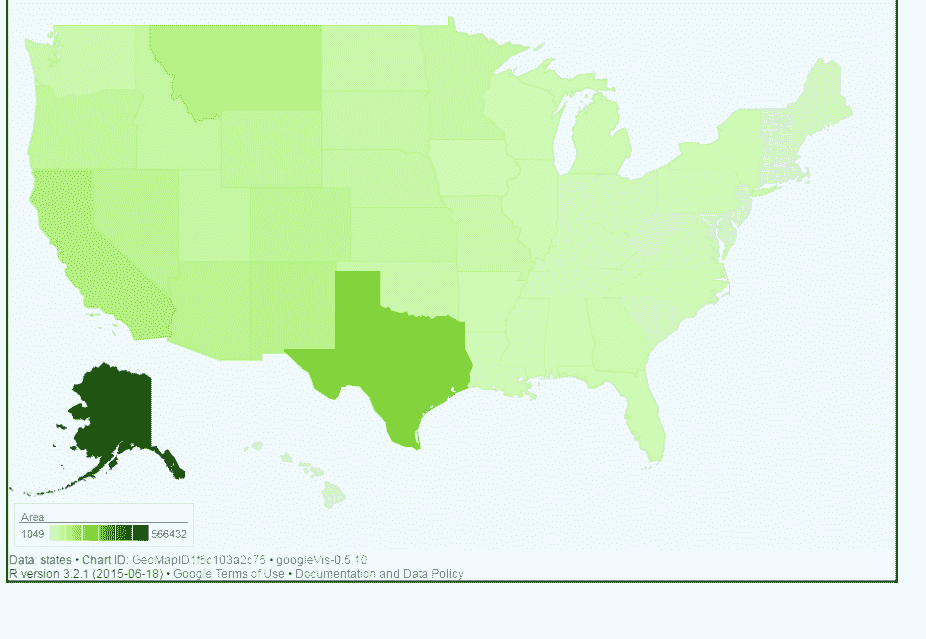 Area
1049 566432
Data: states • Chart ID: GeoMapID1f5c103a2c75 • googleVis-0.5.10
R version 3.2.1 (2015-06-18) • Google Terms of Use • Documentation and Data Policy